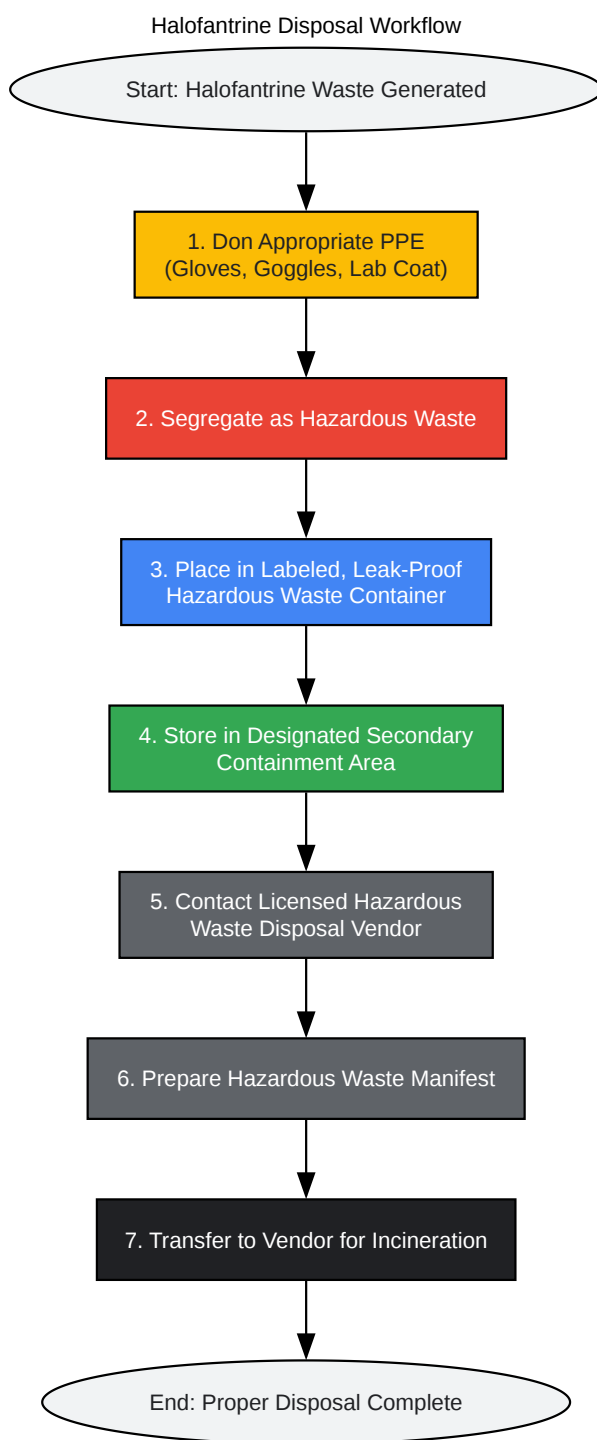 Halofantrine Disposal Workflow
Start: Halofantrine Waste Generated
1. Don Appropriate PPE
(Gloves, Goggles, Lab Coat)
2. Segregate as Hazardous Waste
3. Place in Labeled, Leak-Proof
Hazardous Waste Container
4. Store in Designated Secondary
Containment Area
5. Contact Licensed Hazardous
Waste Disposal Vendor
6. Prepare Hazardous Waste Manifest
7. Transfer to Vendor for Incineration
End: Proper Disposal Complete